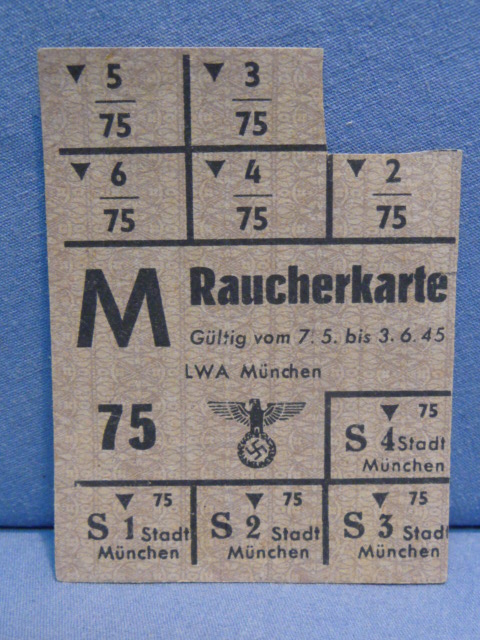 5 3
75 75
6 4 2
75 75 75
M Raucherkarte
Gültig vom 7. 5. bis 3. 6. 45
LWA München
75
75
S 4 Stadt
München
75 75 75
S 1 Stadt S 2 Stadt S 3 Stadt
München München München